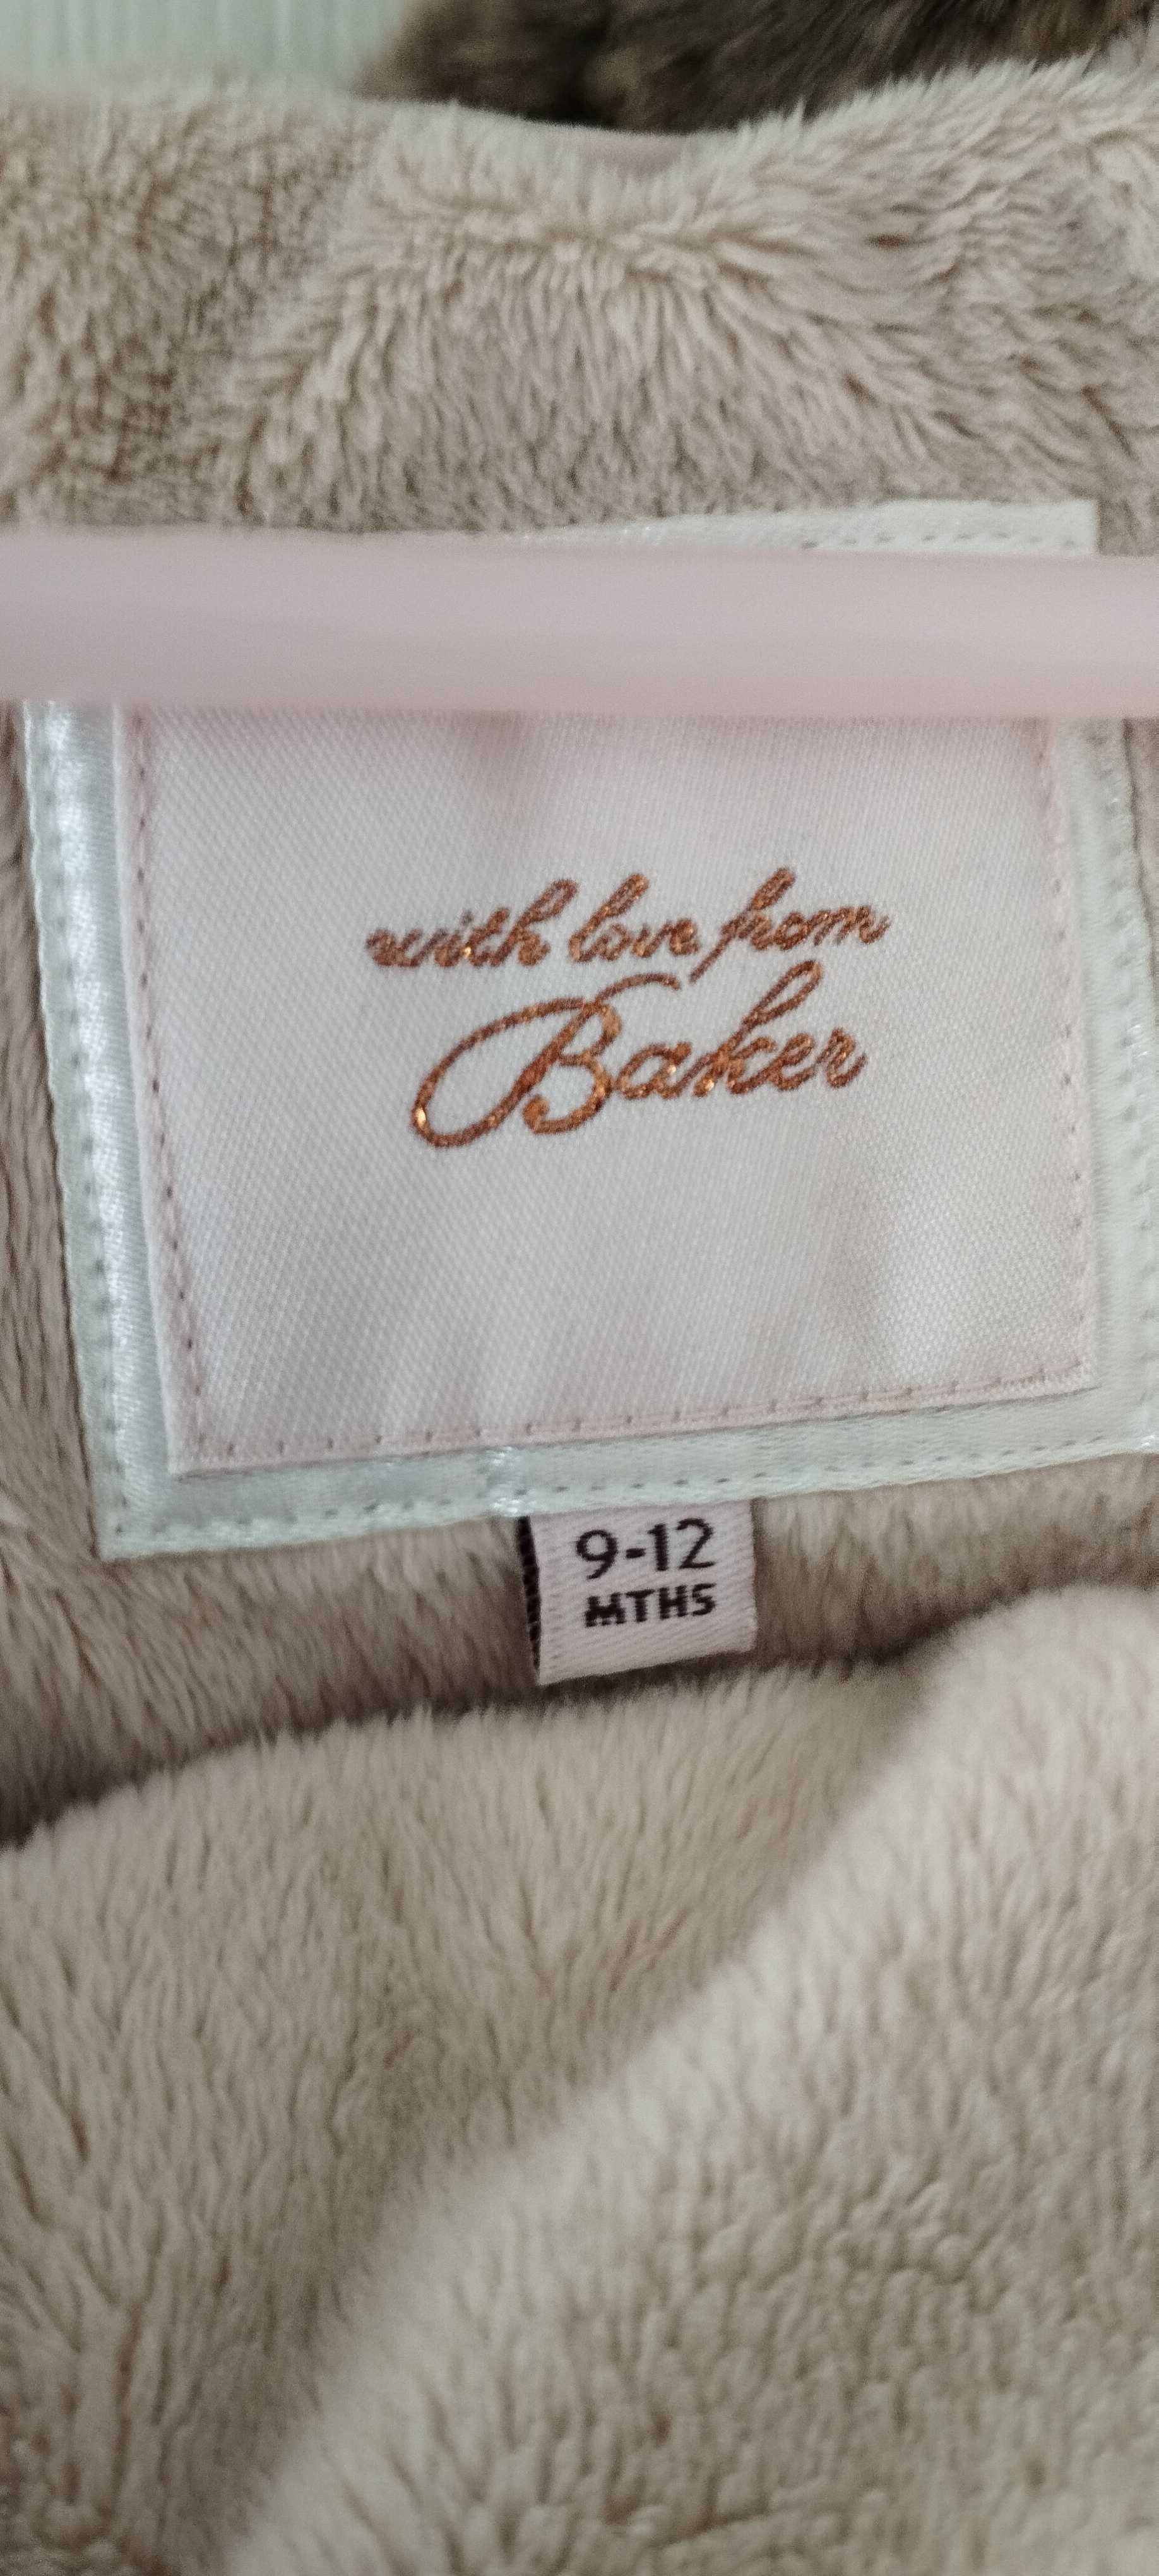 with love from
Baker
9-12
MTHS